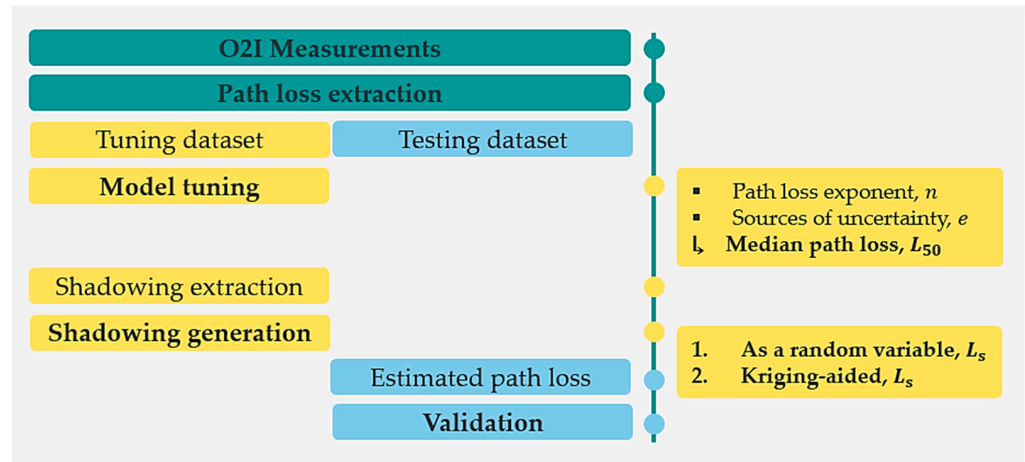 O2I Measurements
Path loss extraction
Tuning dataset
Testing dataset
Model tuning
▪ Path loss exponent, n
▪ Sources of uncertainty, e
↳ Median path loss, L₅₀
Shadowing extraction
Shadowing generation
1. As a random variable, Lₛ
2. Kriging-aided, Lₛ
Estimated path loss
Validation